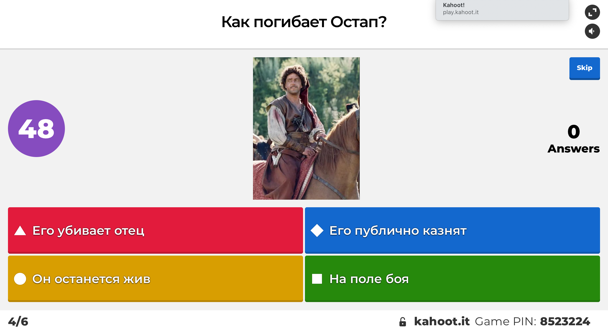 Kahoot!
play.kahoot.it
Как погибает Остап?
Skip
48
0
Answers
Его убивает отец
Его публично казнят
Он останется жив
На поле боя
4/6
kahoot.it Game PIN: 8523224